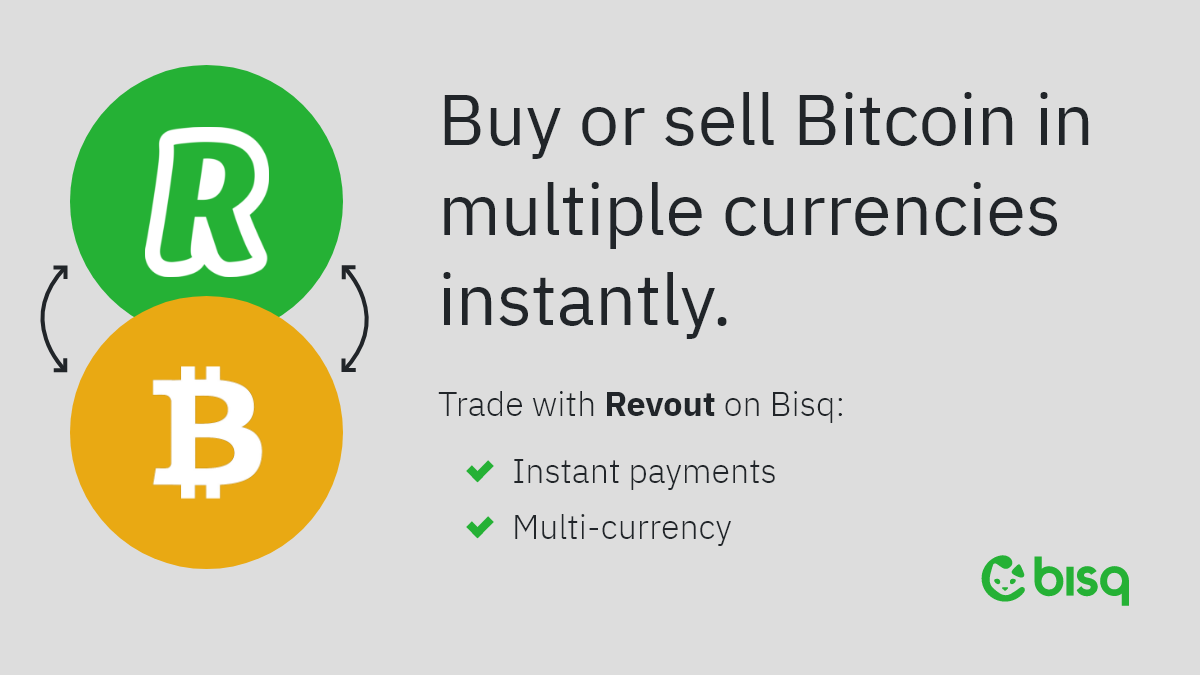 R
Buy or sell Bitcoin in
multiple currencies
instantly.
Trade with Revout on Bisq:
Instant payments
Multi-currency
bisq